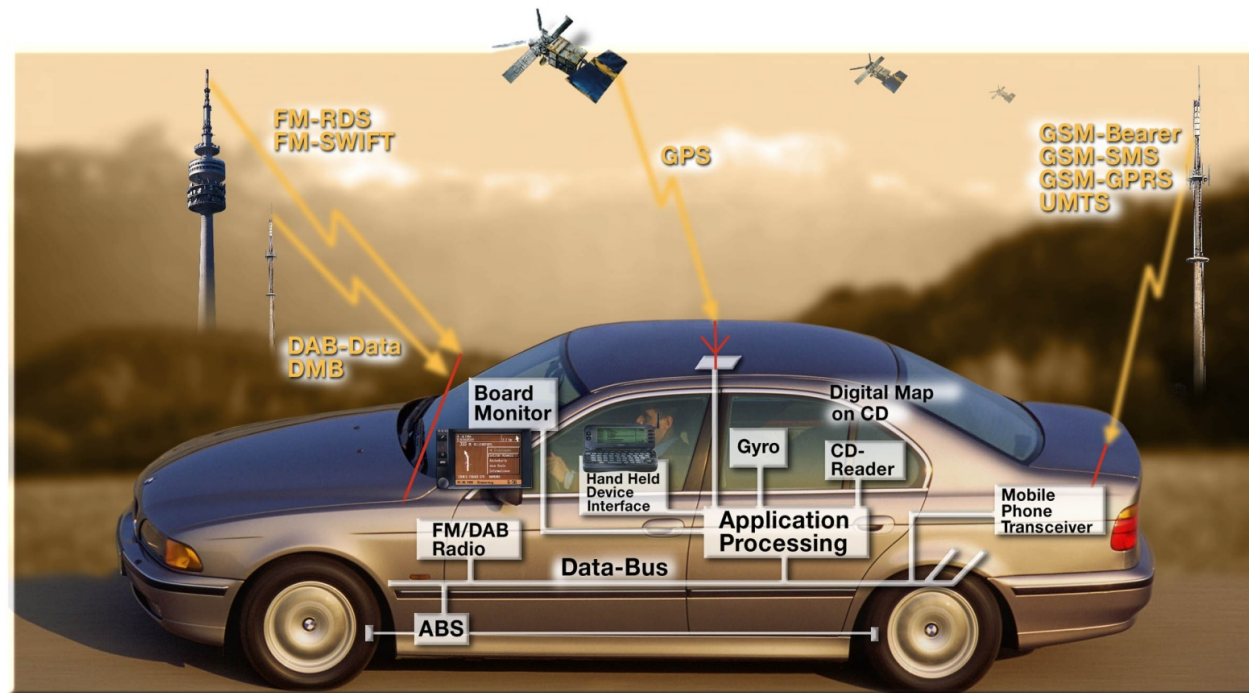 FM-RDS
FM-SWIFT
GPS
GSM-Bearer
GSM-SMS
GSM-GPRS
UMTS
DAB-Data
DMB
Board
Monitor
Digital Map
on CD
Gyro
CD-
Reader
Hand Held
Device
Interface
Mobile
Phone
Transceiver
FM/DAB
Radio
Application
Processing
Data-Bus
ABS